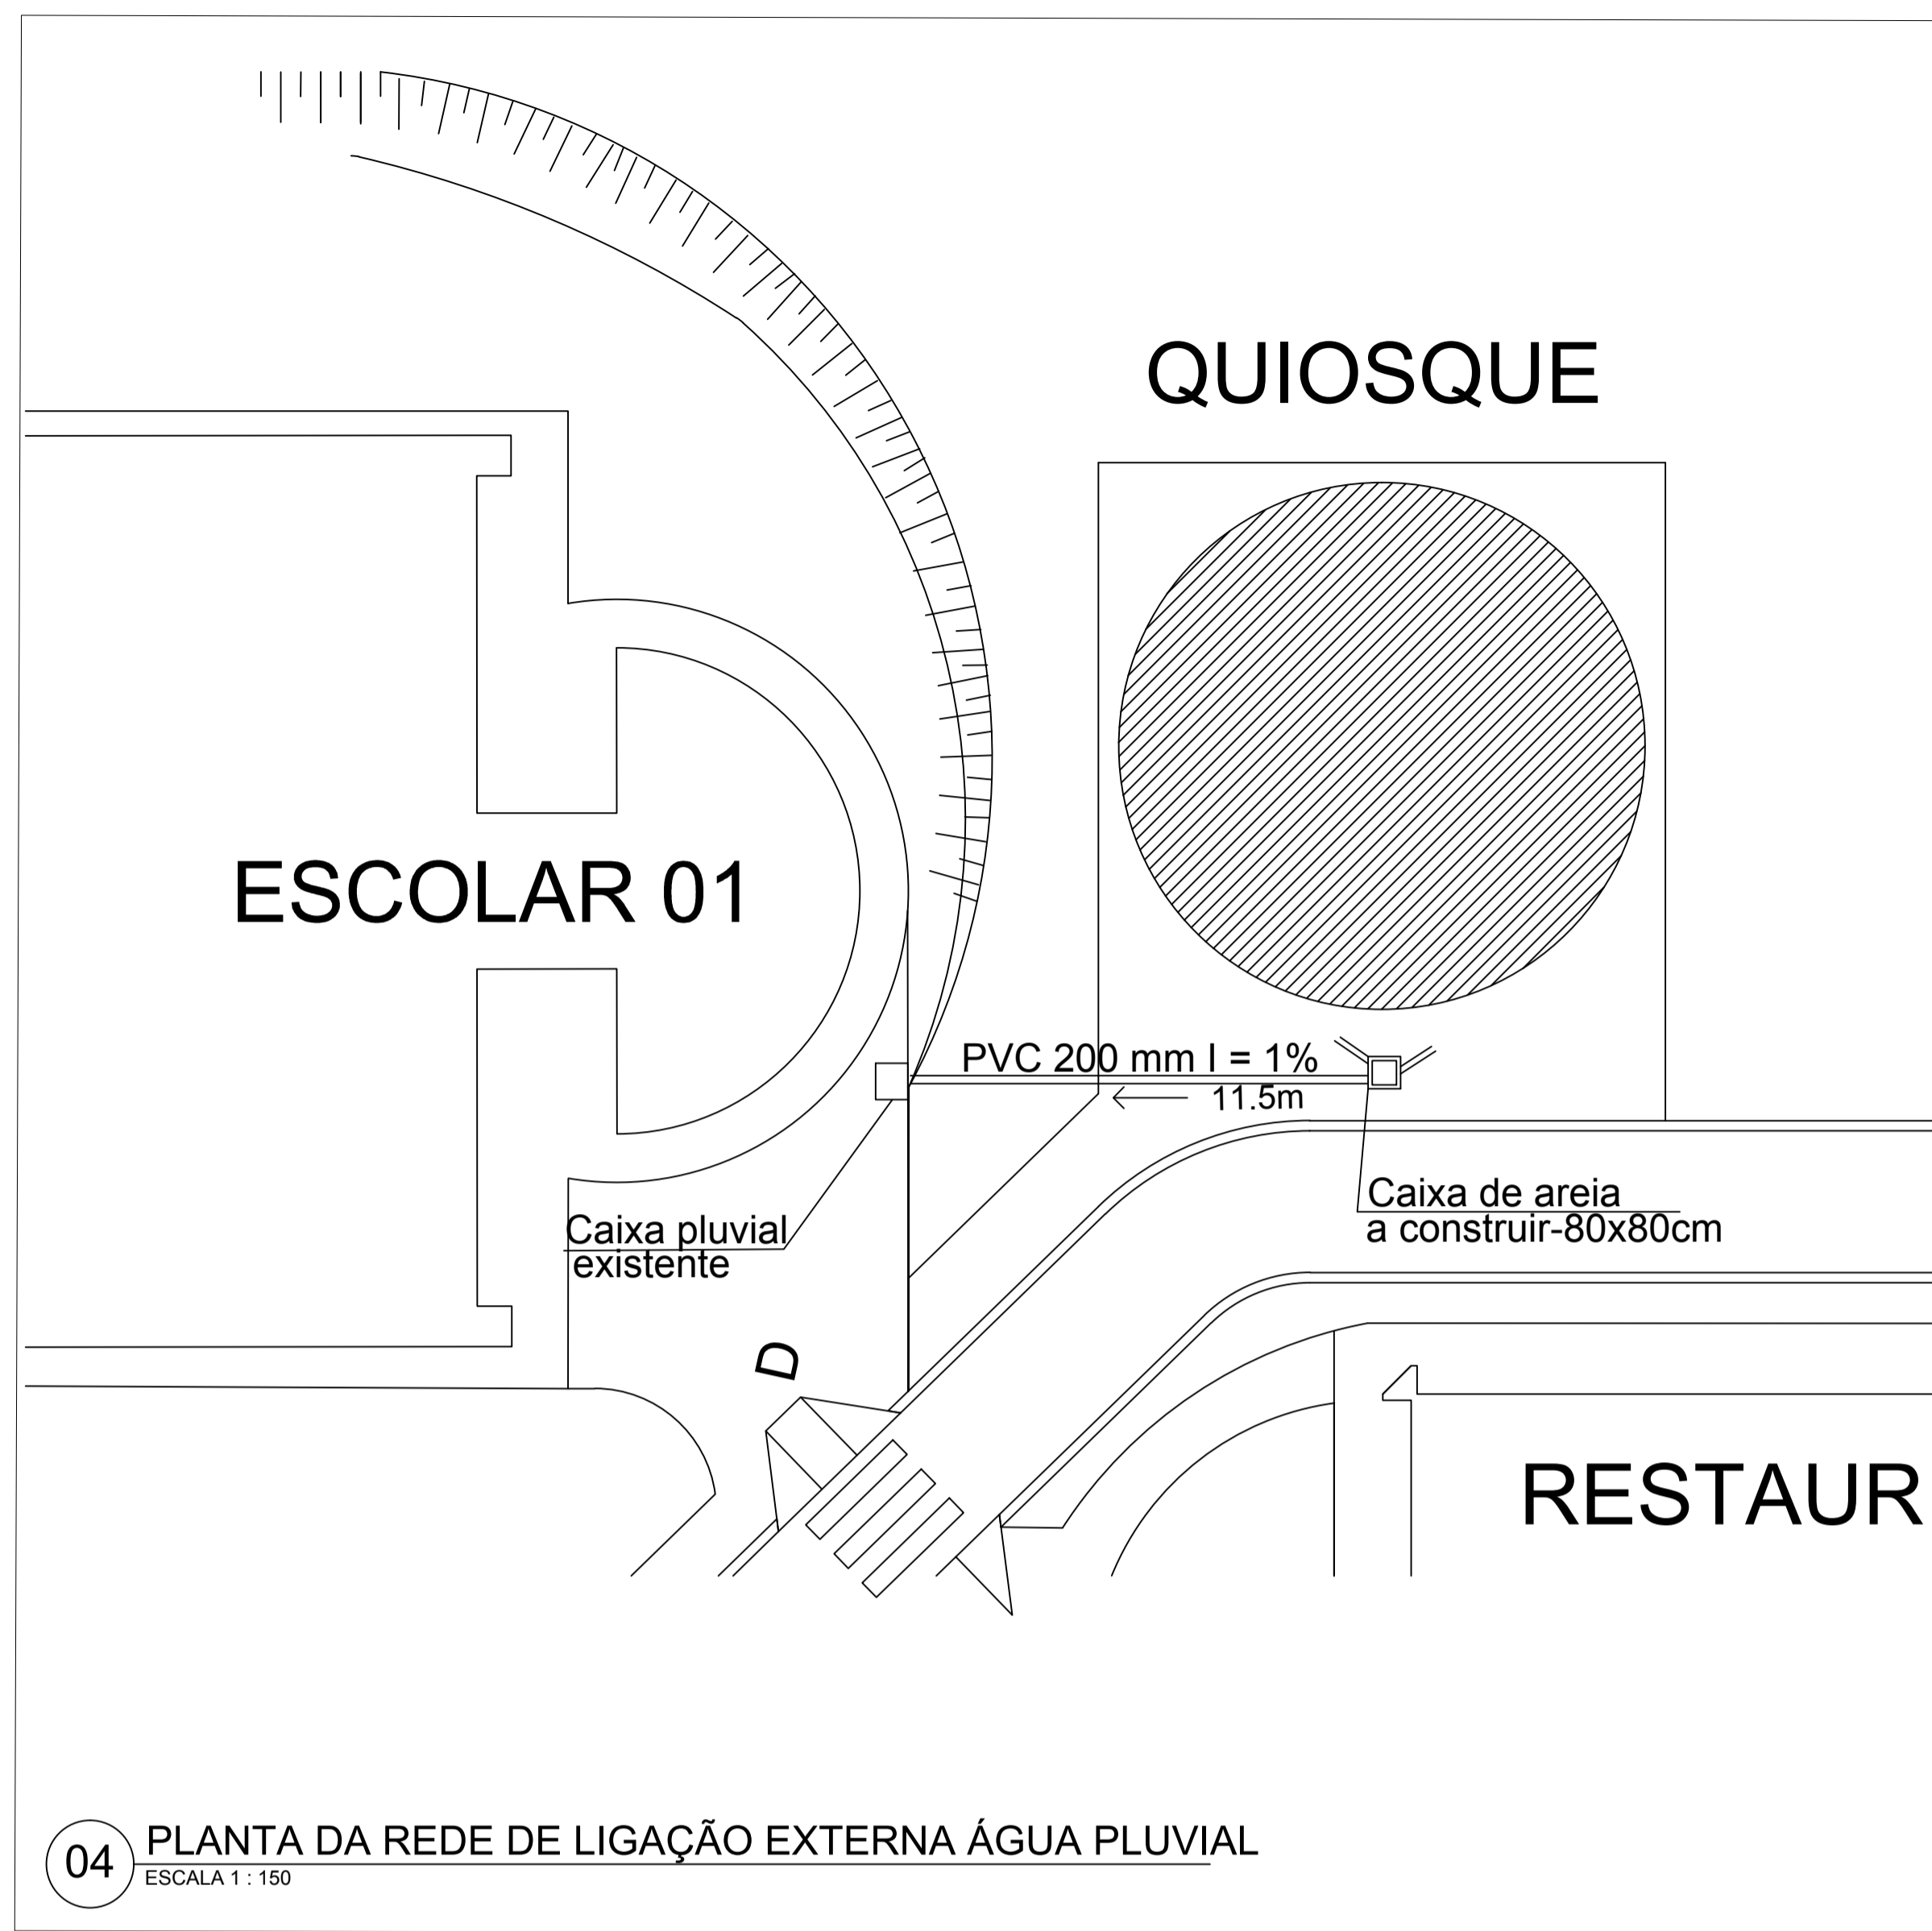 QUIOSQUE
ESCOLAR 01
PVC 200 mm I = 1%
11.5m
Caixa de areia
a construir-80x80cm
Caixa pluvial
existente
D
RESTAUR
04
PLANTA DA REDE DE LIGAÇÃO EXTERNA ÁGUA PLUVIAL
ESCALA 1 : 150